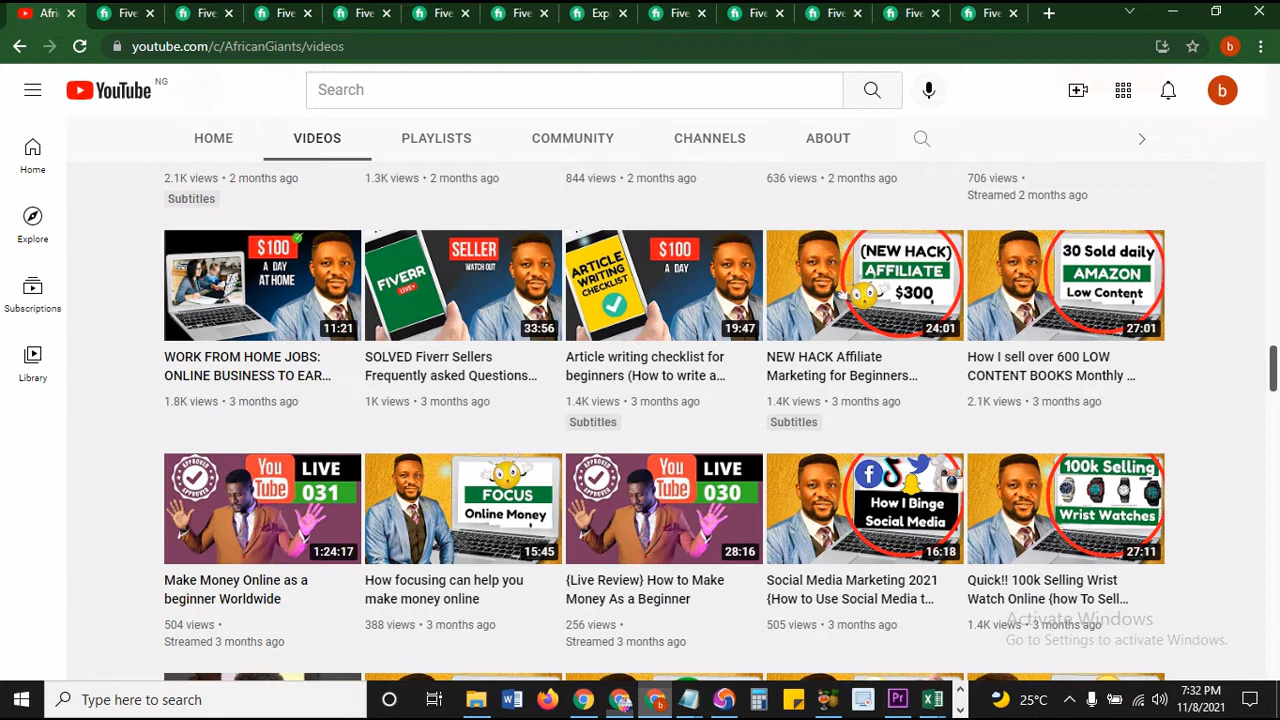 Afri
Five
Five
Five
Five
Five
Five
Exp
Five
Five
Five
Five
Five
youtube.com/c/AfricanGiants/videos
b
YouTube NG
Search
b
HOME VIDEOS PLAYLISTS COMMUNITY CHANNELS ABOUT
Home
Explore
Subscriptions
Library
2.1K views • 2 months ago
Subtitles
1.3K views • 2 months ago
844 views • 2 months ago
636 views • 2 months ago
706 views •
Streamed 2 months ago
$100
A DAY
AT HOME
11:21
WORK FROM HOME JOBS:
ONLINE BUSINESS TO EAR...
1.8K views • 3 months ago
FIVERR
LIVE
SELLER
WATCH OUT
33:56
SOLVED Fiverr Sellers
Frequently asked Questions...
1K views • 3 months ago
ARTICLE
WRITING
CHECKLIST
$100
A DAY
19:47
Article writing checklist for
beginners (How to write a...
1.4K views • 3 months ago
Subtitles
(NEW HACK)
AFFILIATE
$300
24:01
NEW HACK Affiliate
Marketing for Beginners...
1.4K views • 3 months ago
Subtitles
30 Sold daily
AMAZON
Low Content
27:01
How I sell over 600 LOW
CONTENT BOOKS Monthly ...
2.1K views • 3 months ago
APPROVED
You
Tube
LIVE
031
1:24:17
Make Money Online as a
beginner Worldwide
504 views •
Streamed 3 months ago
FOCUS
Online Money
15:45
How focusing can help you
make money online
388 views • 3 months ago
APPROVED
You
Tube
LIVE
030
28:16
{Live Review} How to Make
Money As a Beginner
256 views •
Streamed 3 months ago
How I Binge
Social Media
16:18
Social Media Marketing 2021
{How to Use Social Media t...
505 views • 3 months ago
100k Selling
Wrist Watches
27:11
Quick!! 100k Selling Wrist
Watch Online {how To Sell...
1.4K views • 3 months ago
Activate Windows
Go to Settings to activate Windows.
Type here to search
25°C
7:32 PM
11/8/2021